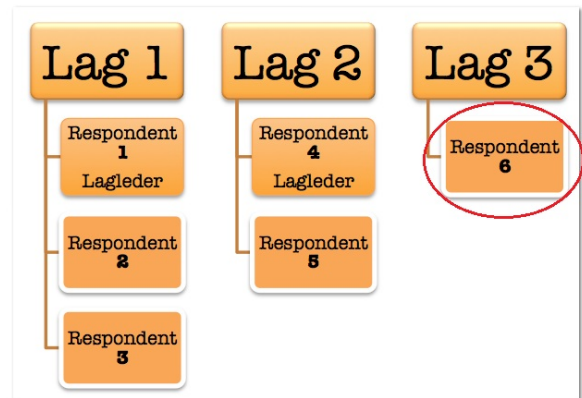 Lag 1
Respondent
1
Lagleder
Respondent
2
Respondent
3
Lag 2
Respondent
4
Lagleder
Respondent
5
Lag 3
Respondent
6